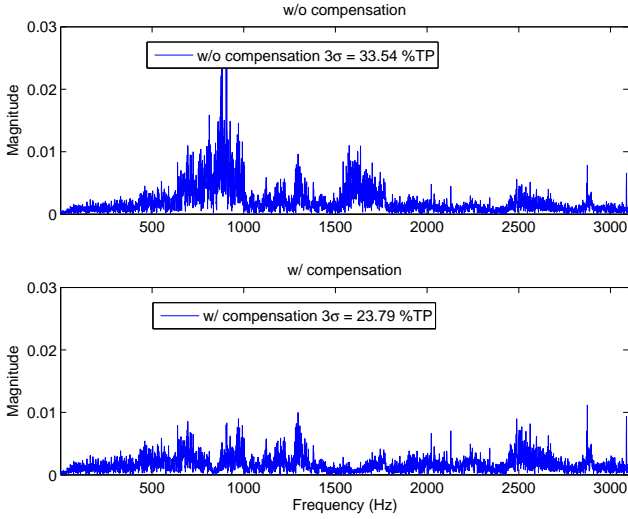 w/o compensation
0.03
w/o compensation 3σ = 33.54 %TP
0.02
Magnitude
0.01
0
500 1000 1500 2000 2500 3000
w/ compensation
0.03
w/ compensation 3σ = 23.79 %TP
0.02
Magnitude
0.01
0
500 1000 1500 2000 2500 3000
Frequency (Hz)